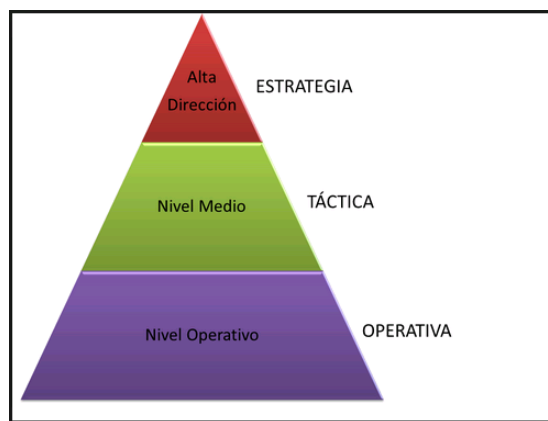 Alta
Dirección
ESTRATEGIA
Nivel Medio
TÁCTICA
Nivel Operativo
OPERATIVA